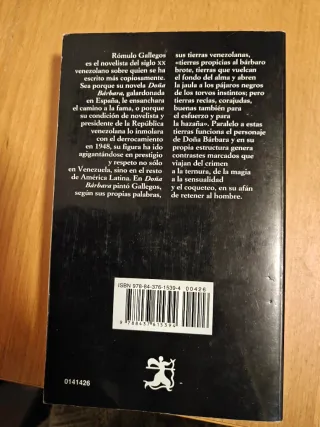 Rómulo Gallegos
es el novelista del siglo XX
venezolano sobre quien se ha
escrito más copiosamente.
Sea porque su novela Doña
Bárbara, galardonada
en España, le ensanchara
el camino a la fama, o porque
su condición de novelista y
presidente de la República
venezolana lo inmolara
con el derrocamiento
en 1948, su figura ha ido
agigantándose en prestigio
y respeto no sólo
en Venezuela, sino en el resto
de América Latina. En Doña
Bárbara pintó Gallegos,
según sus propias palabras,
sus tierras venezolanas,
«tierras propicias al bárbaro
brote, tierras que vuelcan
el fondo del alma y abren
la jaula a los pájaros negros
de los torvos instintos; pero
tierras recias, corajudas,
buenas también para
el esfuerzo y para
la hazaña». Paralelo a estas
tierras funciona el personaje
de Doña Bárbara y en su
propia estructura genera
contrastes marcados que
viajan del crimen
a la ternura, de la magia
a la sensualidad
y el coqueteo, en su afán
de retener al hombre.
ISBN 978-84-376-1539-4 00426
9 788437 615394
0141426